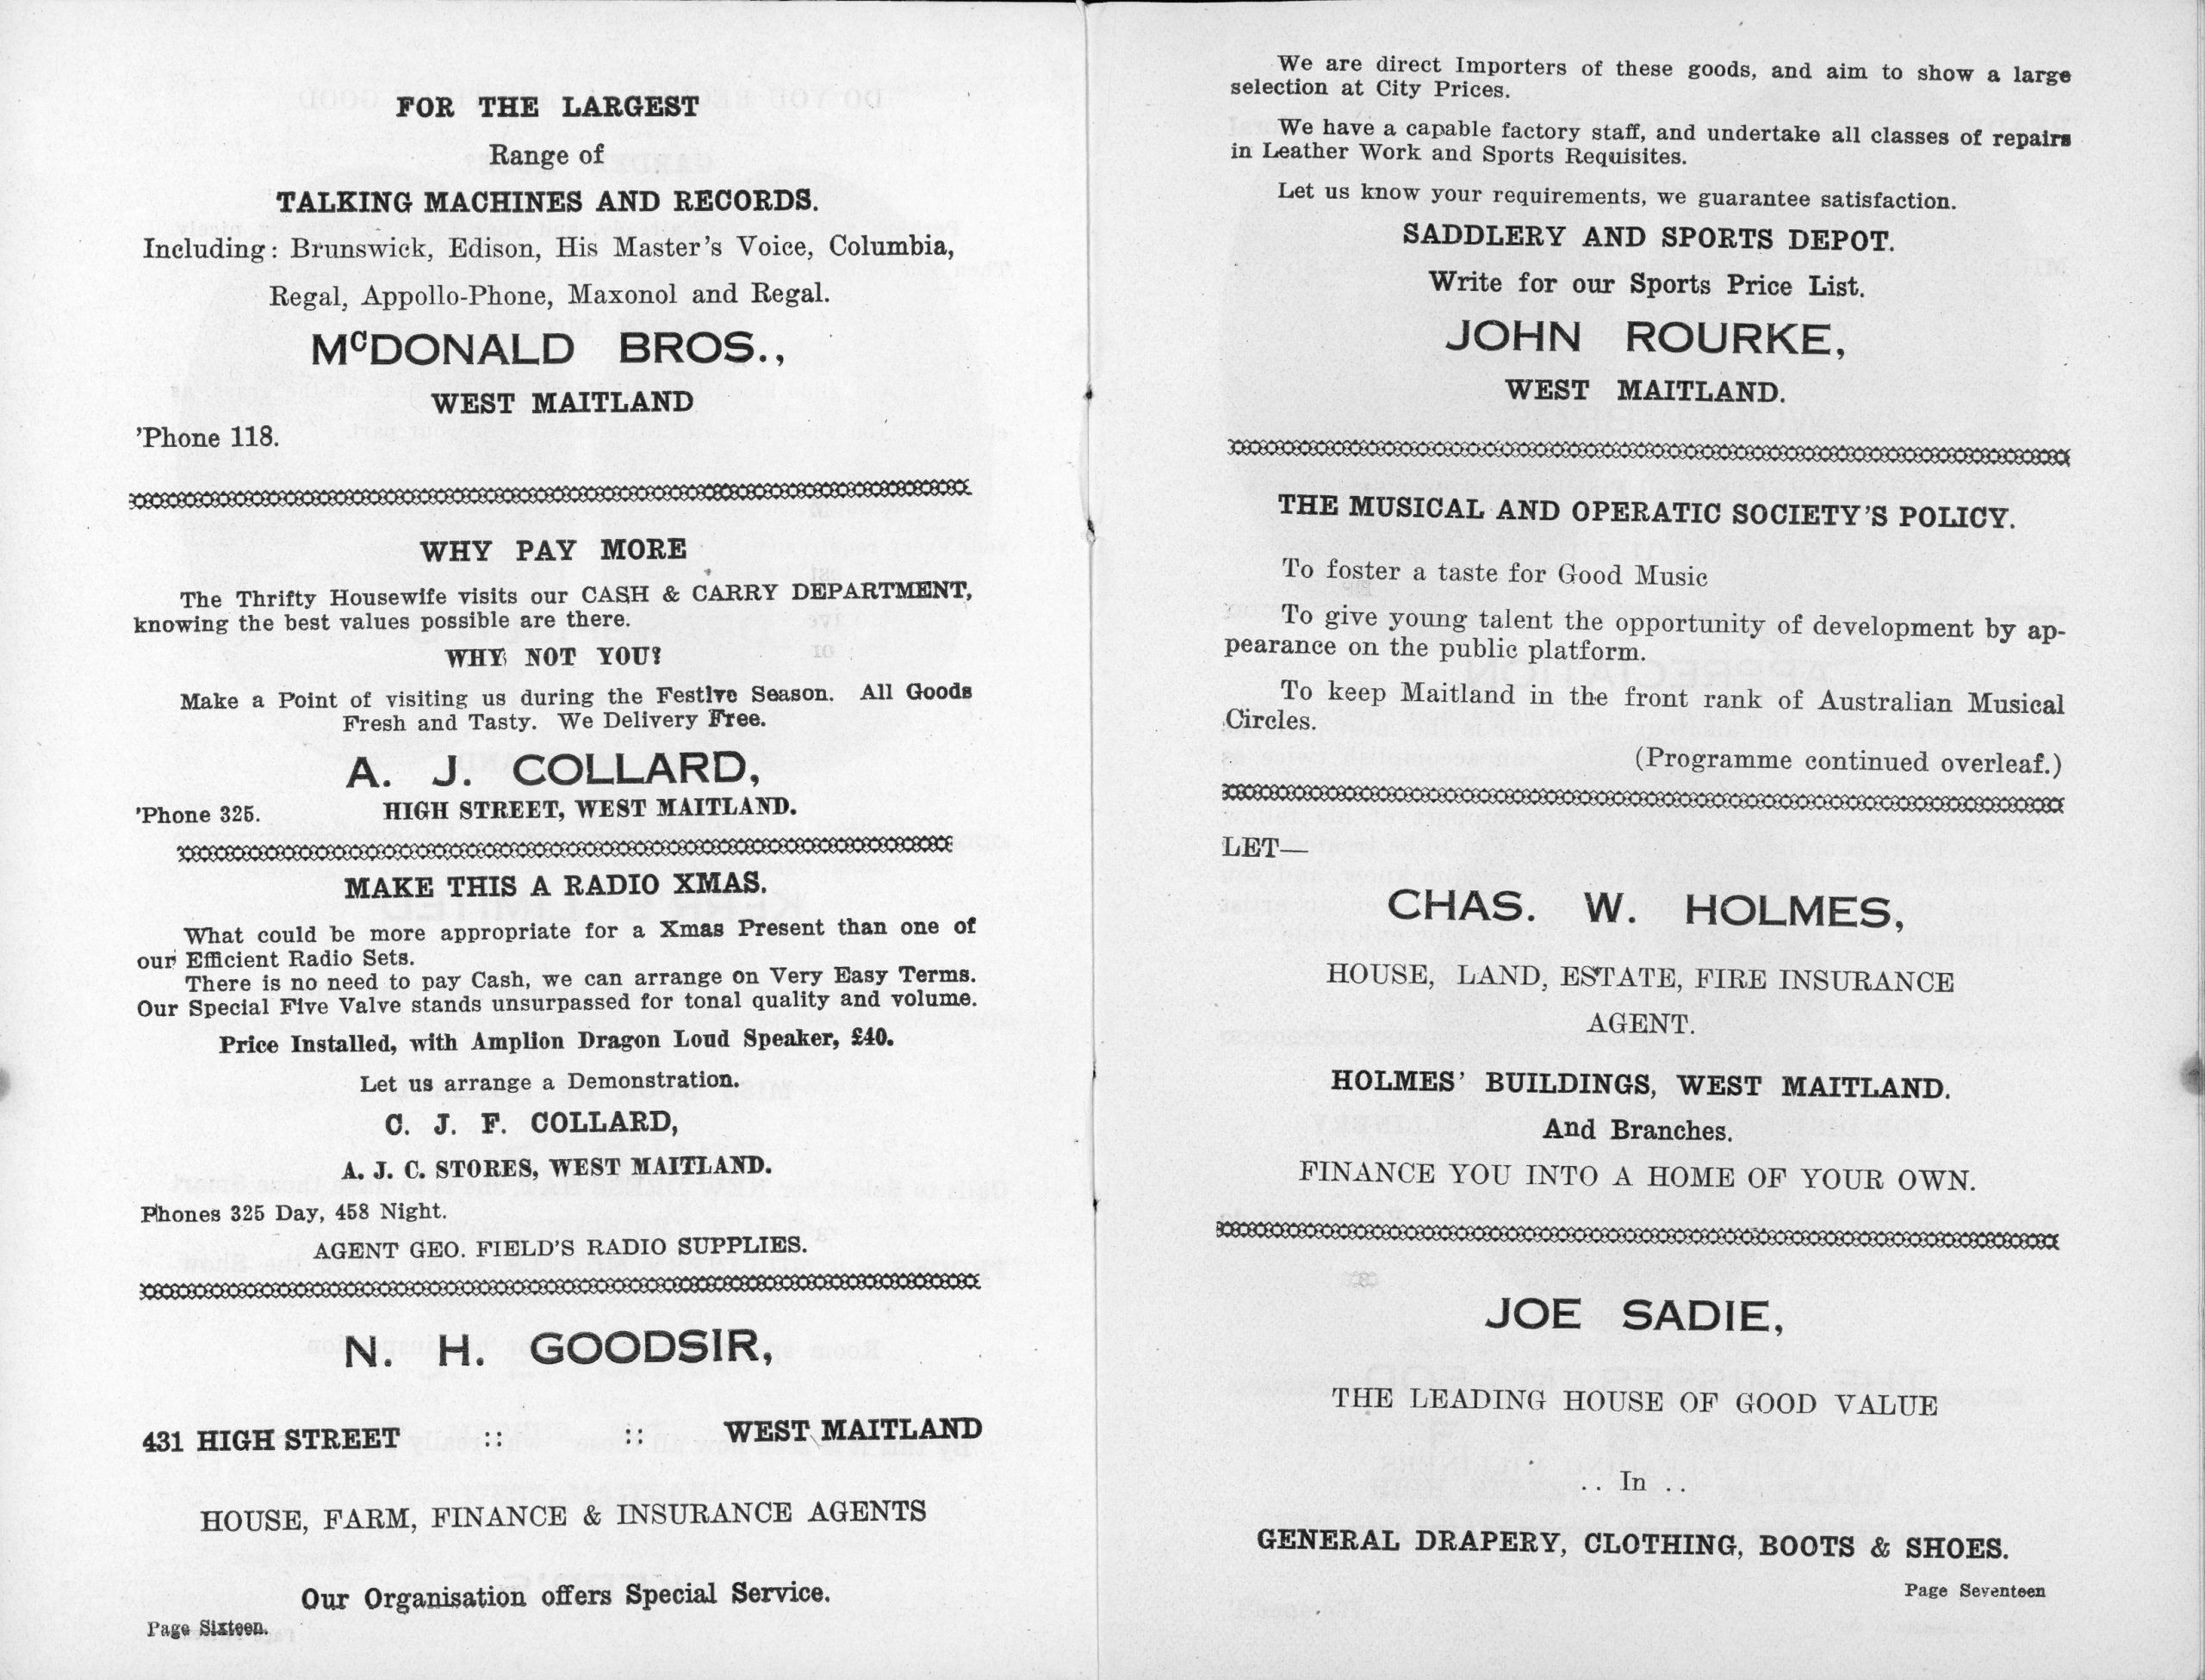 FOR THE LARGEST
Range of
TALKING MACHINES AND RECORDS.
Including: Brunswick, Edison, His Master's Voice, Columbia,
Regal, Appollo-Phone, Maxonol and Regal.
McDONALD BROS.,
WEST MAITLAND
'Phone 118.
WHY PAY MORE
The Thrifty Housewife visits our CASH & CARRY DEPARTMENT,
knowing the best values possible are there.
WHY NOT YOU?
Make a Point of visiting us during the Festive Season. All Goods
Fresh and Tasty. We Delivery Free.
A. J. COLLARD,
'Phone 325. HIGH STREET, WEST MAITLAND.
MAKE THIS A RADIO XMAS.
What could be more appropriate for a Xmas Present than one of
our Efficient Radio Sets.
There is no need to pay Cash, we can arrange on Very Easy Terms.
Our Special Five Valve stands unsurpassed for tonal quality and volume.
Price Installed, with Amplion Dragon Loud Speaker, £40.
Let us arrange a Demonstration.
C. J. F. COLLARD,
A. J. C. STORES, WEST MAITLAND.
Phones 325 Day, 458 Night.
AGENT GEO. FIELD'S RADIO SUPPLIES.
N. H. GOODSIR,
431 HIGH STREET :: :: WEST MAITLAND
HOUSE, FARM, FINANCE & INSURANCE AGENTS
Our Organisation offers Special Service.
Page Sixteen.
We are direct Importers of these goods, and aim to show a large
selection at City Prices.
We have a capable factory staff, and undertake all classes of repairs
in Leather Work and Sports Requisites.
Let us know your requirements, we guarantee satisfaction.
SADDLERY AND SPORTS DEPOT.
Write for our Sports Price List.
JOHN ROURKE,
WEST MAITLAND.
THE MUSICAL AND OPERATIC SOCIETY'S POLICY.
To foster a taste for Good Music
To give young talent the opportunity of development by ap-
pearance on the public platform.
To keep Maitland in the front rank of Australian Musical
Circles.
(Programme continued overleaf.)
LET—
CHAS. W. HOLMES,
HOUSE, LAND, ESTATE, FIRE INSURANCE
AGENT.
HOLMES' BUILDINGS, WEST MAITLAND.
And Branches.
FINANCE YOU INTO A HOME OF YOUR OWN.
JOE SADIE,
THE LEADING HOUSE OF GOOD VALUE
.. In ..
GENERAL DRAPERY, CLOTHING, BOOTS & SHOES.
Page Seventeen